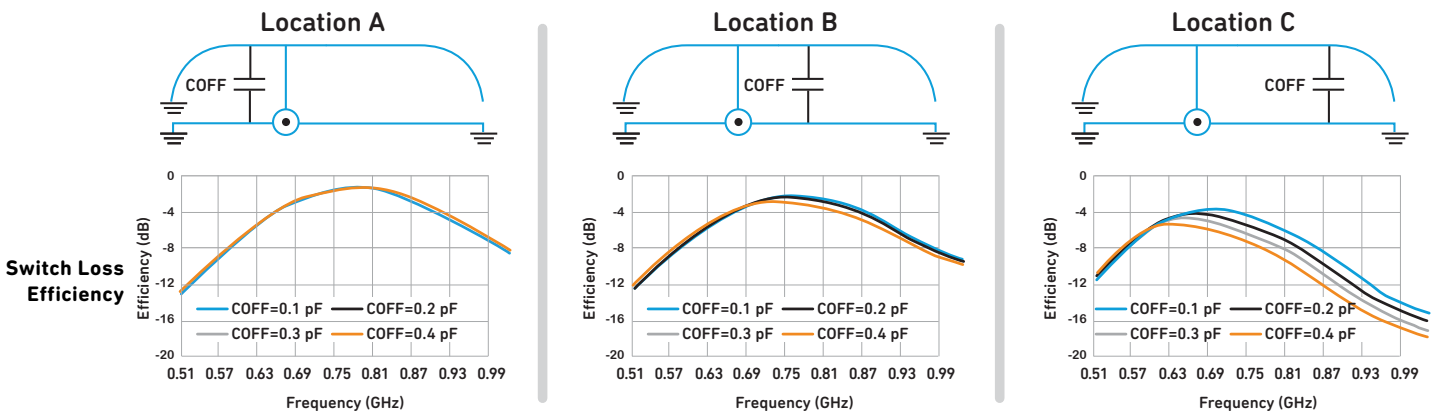 Location A
COFF
Location B
COFF
Location C
COFF
Switch Loss
Efficiency
Efficiency (dB)
0
-4
-8
-12
-16
-20
COFF=0.1 pF
COFF=0.2 pF
COFF=0.3 pF
COFF=0.4 pF
0.51 0.57 0.63 0.69 0.75 0.81 0.87 0.93 0.99
Frequency (GHz)
Efficiency (dB)
0
-4
-8
-12
-16
-20
COFF=0.1 pF
COFF=0.2 pF
COFF=0.3 pF
COFF=0.4 pF
0.51 0.57 0.63 0.69 0.75 0.81 0.87 0.93 0.99
Frequency (GHz)
Efficiency (dB)
0
-4
-8
-12
-16
-20
COFF=0.1 pF
COFF=0.2 pF
COFF=0.3 pF
COFF=0.4 pF
0.51 0.57 0.63 0.69 0.75 0.81 0.87 0.93 0.99
Frequency (GHz)